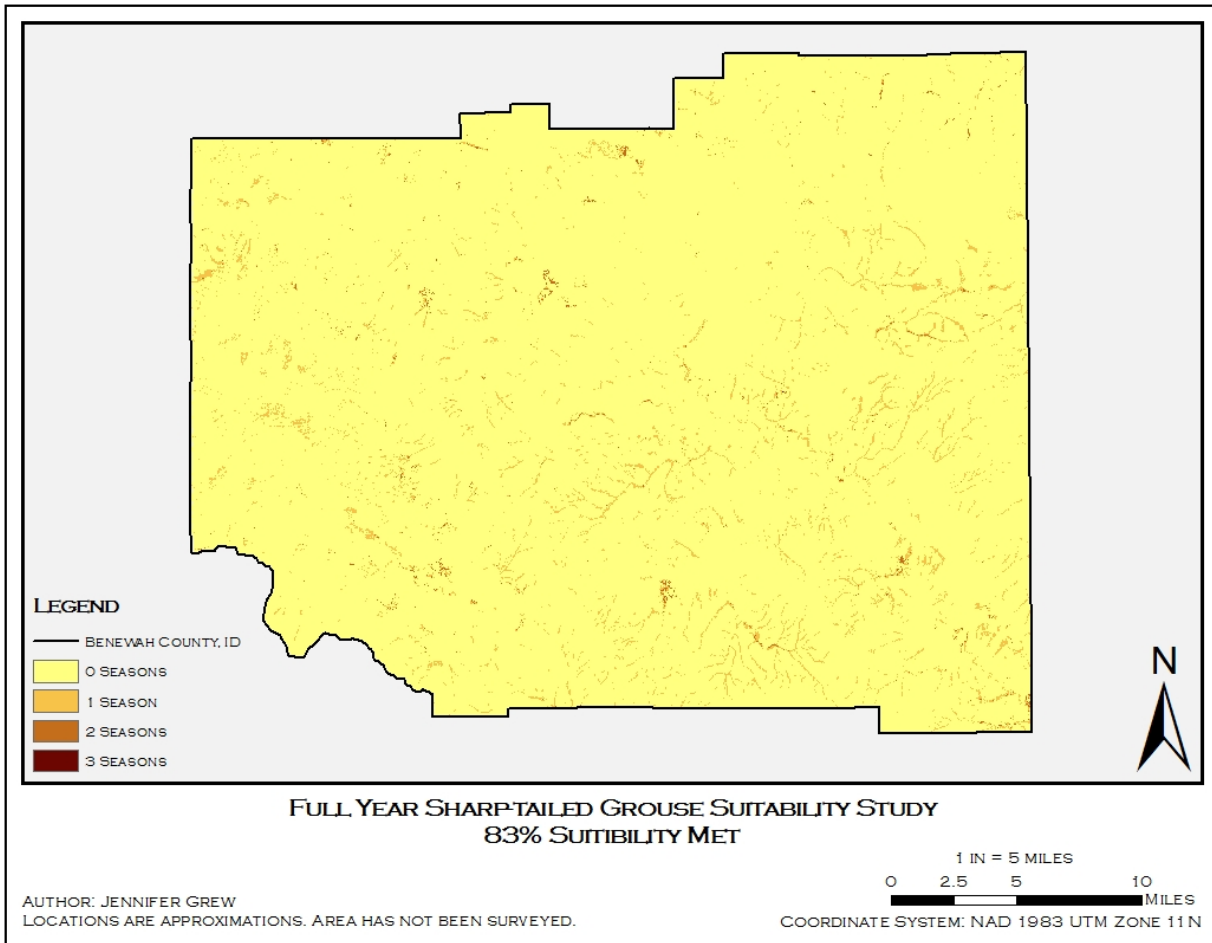 LEGEND
BENEWAH COUNTY, ID
0 SEASONS
1 SEASON
2 SEASONS
3 SEASONS
N
FULL YEAR SHARP-TAILED GROUSE SUITABILITY STUDY
83% SUITIBILITY MET
1 IN = 5 MILES
0 2.5 5 10
MILES
AUTHOR: JENNIFER GREW
LOCATIONS ARE APPROXIMATIONS. AREA HAS NOT BEEN SURVEYED.
COORDINATE SYSTEM: NAD 1983 UTM ZONE 11N